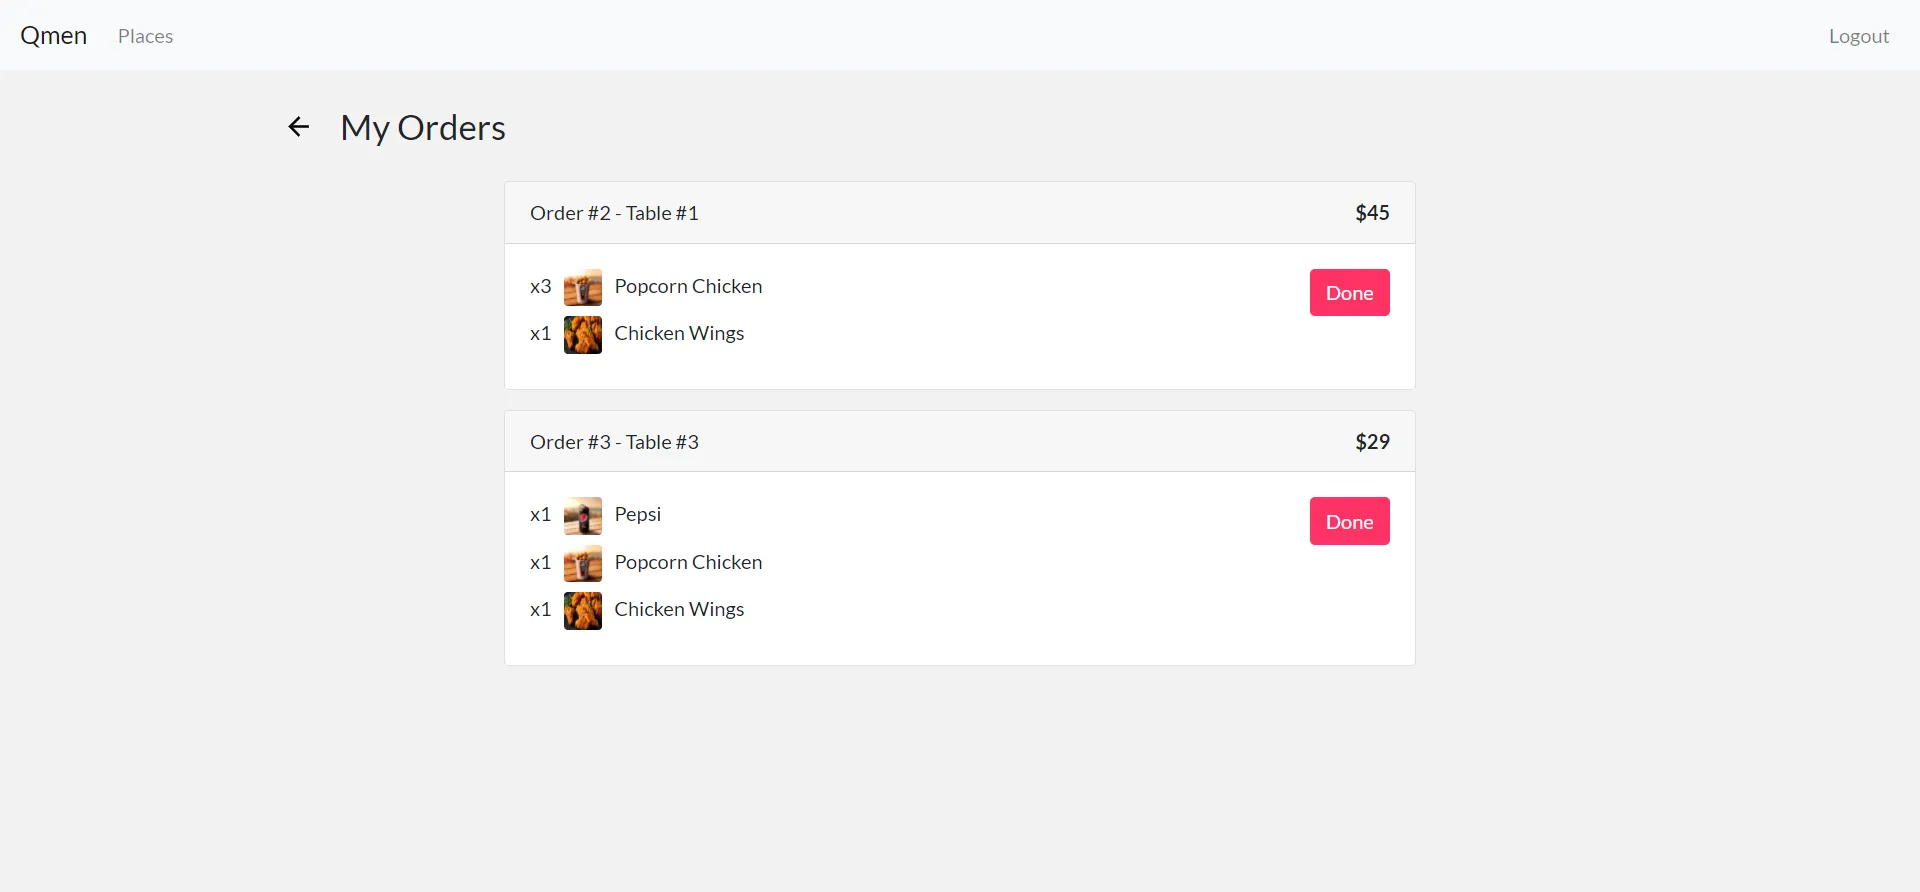 Qmen Places Logout
My Orders
Order #2 - Table #1 $45
x3 Popcorn Chicken Done
x1 Chicken Wings
Order #3 - Table #3 $29
x1 Pepsi Done
x1 Popcorn Chicken
x1 Chicken Wings